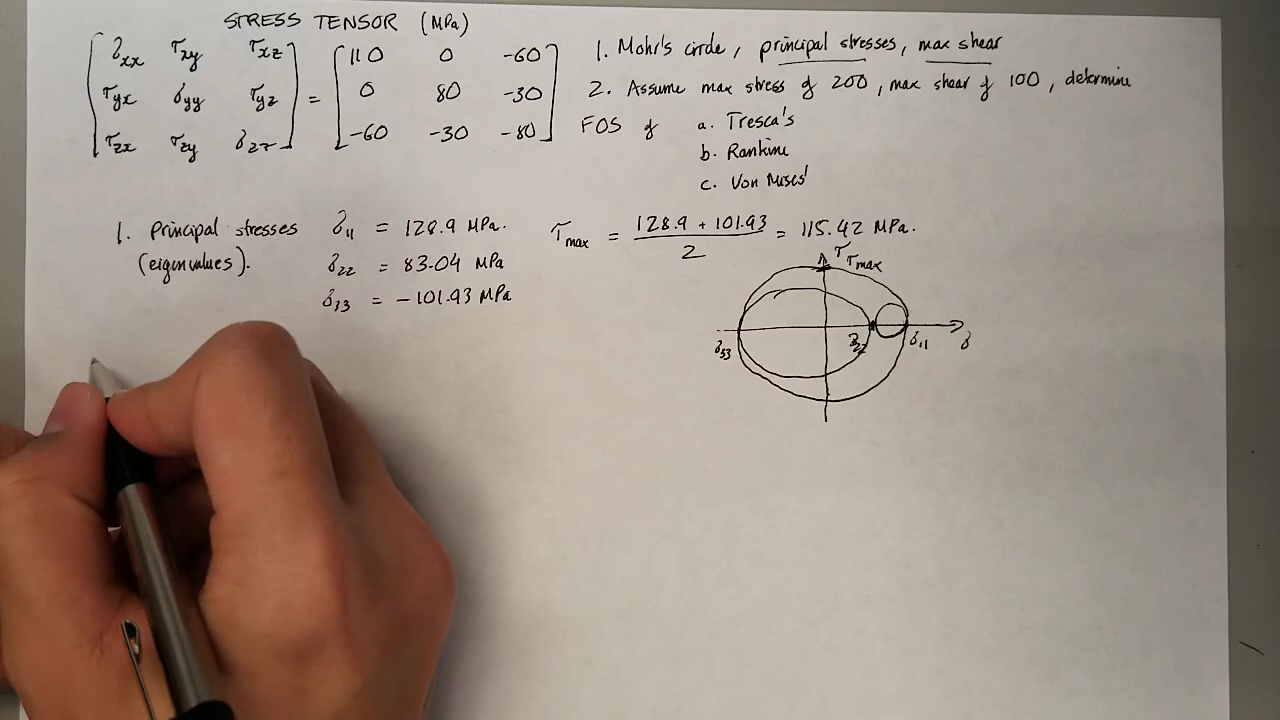 STRESS TENSOR (MPa)
σxx τxy τxz
τyx σyy τyz
τzx τzy σzz
=
110 0 -60
0 80 -30
-60 -30 -80
1. Mohr's circle, principal stresses, max shear
2. Assume max stress of 200, max shear of 100, determine
FOS of a. Tresca's
b. Rankine
c. Von Mises'
1. Principal stresses σ11 = 128.9 MPa.
(eigenvalues). σ22 = 83.04 MPa
σ33 = -101.93 MPa
τmax = 128.9 + 101.93 / 2 = 115.42 MPa.
τ τmax
σ33 σ22 σ11 σ